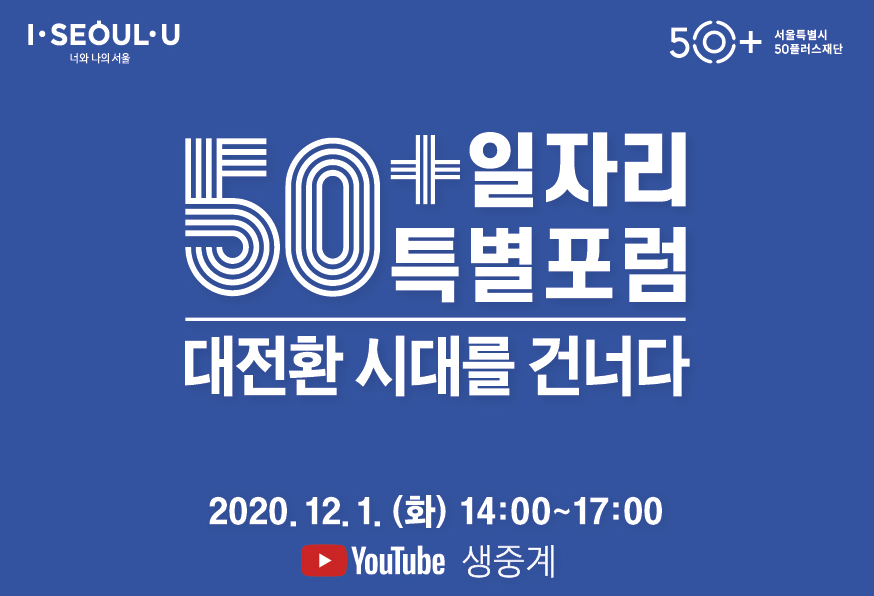 I·SEOUL·U
너와 나의 서울
50+ 서울특별시
50플러스재단
50+일자리
특별포럼
대전환 시대를 건너다
2020. 12. 1. (화) 14:00~17:00
YouTube 생중계